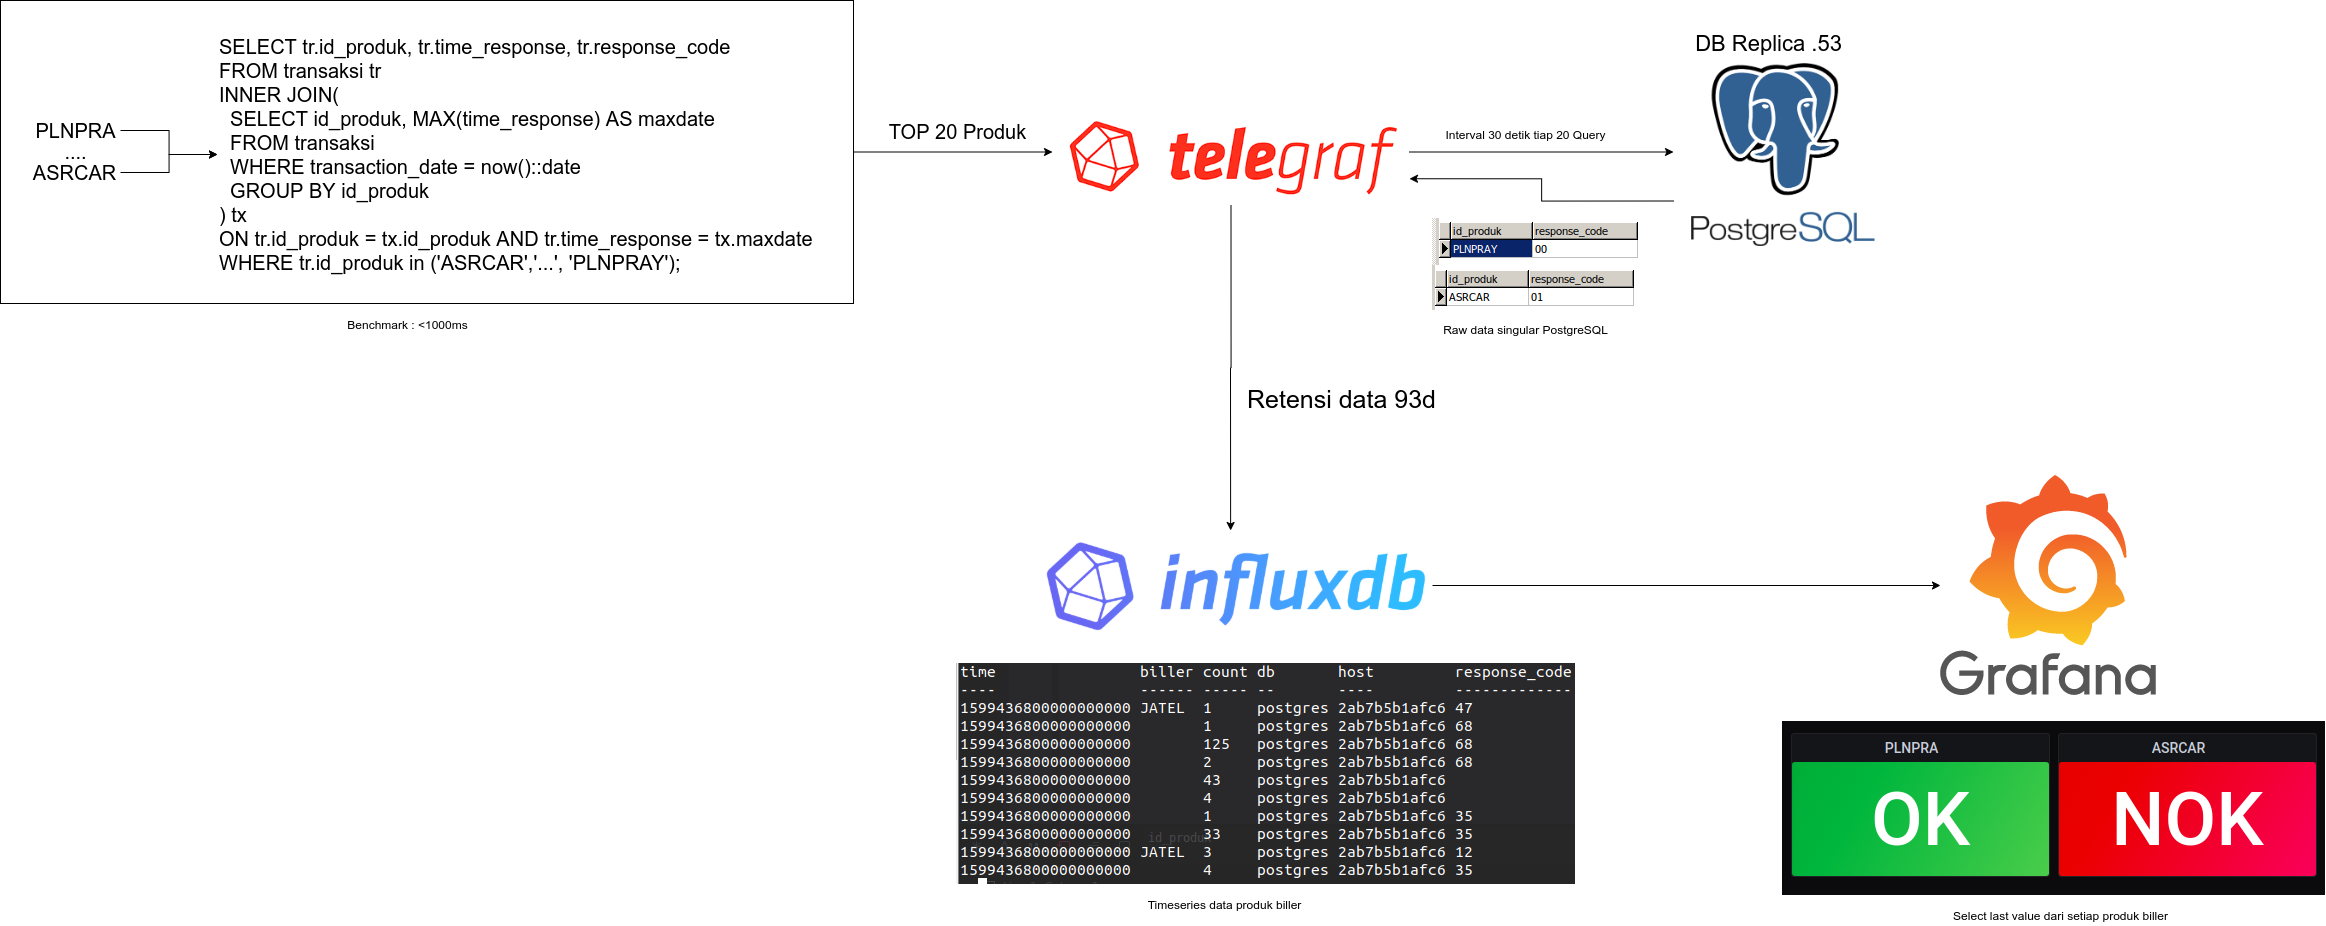 SELECT tr.id_produk, tr.time_response, tr.response_code
FROM transaksi tr
INNER JOIN(
SELECT id_produk, MAX(time_response) AS maxdate
FROM transaksi
WHERE transaction_date = now()::date
GROUP BY id_produk
) tx
ON tr.id_produk = tx.id_produk AND tr.time_response = tx.maxdate
WHERE tr.id_produk in ('ASRCAR','...', 'PLNPRAY');
PLNPRA
....
ASRCAR
Benchmark : <1000ms
TOP 20 Produk
telegraf
Interval 30 detik tiap 20 Query
DB Replica .53
PostgreSQL
id_produk response_code
PLNPRAY 00
id_produk response_code
ASRCAR 01
Raw data singular PostgreSQL
Retensi data 93d
influxdb
time biller count db host response_code
---- ------ ----- -- ---- -------------
1599436800000000000 JATEL 1 postgres 2ab7b5b1afc6 47
1599436800000000000 1 postgres 2ab7b5b1afc6 68
1599436800000000000 125 postgres 2ab7b5b1afc6 68
1599436800000000000 2 postgres 2ab7b5b1afc6 68
1599436800000000000 43 postgres 2ab7b5b1afc6
1599436800000000000 4 postgres 2ab7b5b1afc6
1599436800000000000 1 postgres 2ab7b5b1afc6 35
1599436800000000000 33 postgres 2ab7b5b1afc6 35
1599436800000000000 JATEL 3 postgres 2ab7b5b1afc6 12
1599436800000000000 4 postgres 2ab7b5b1afc6 35
Timeseries data produk biller
Grafana
PLNPRA
OK
ASRCAR
NOK
Select last value dari setiap produk biller